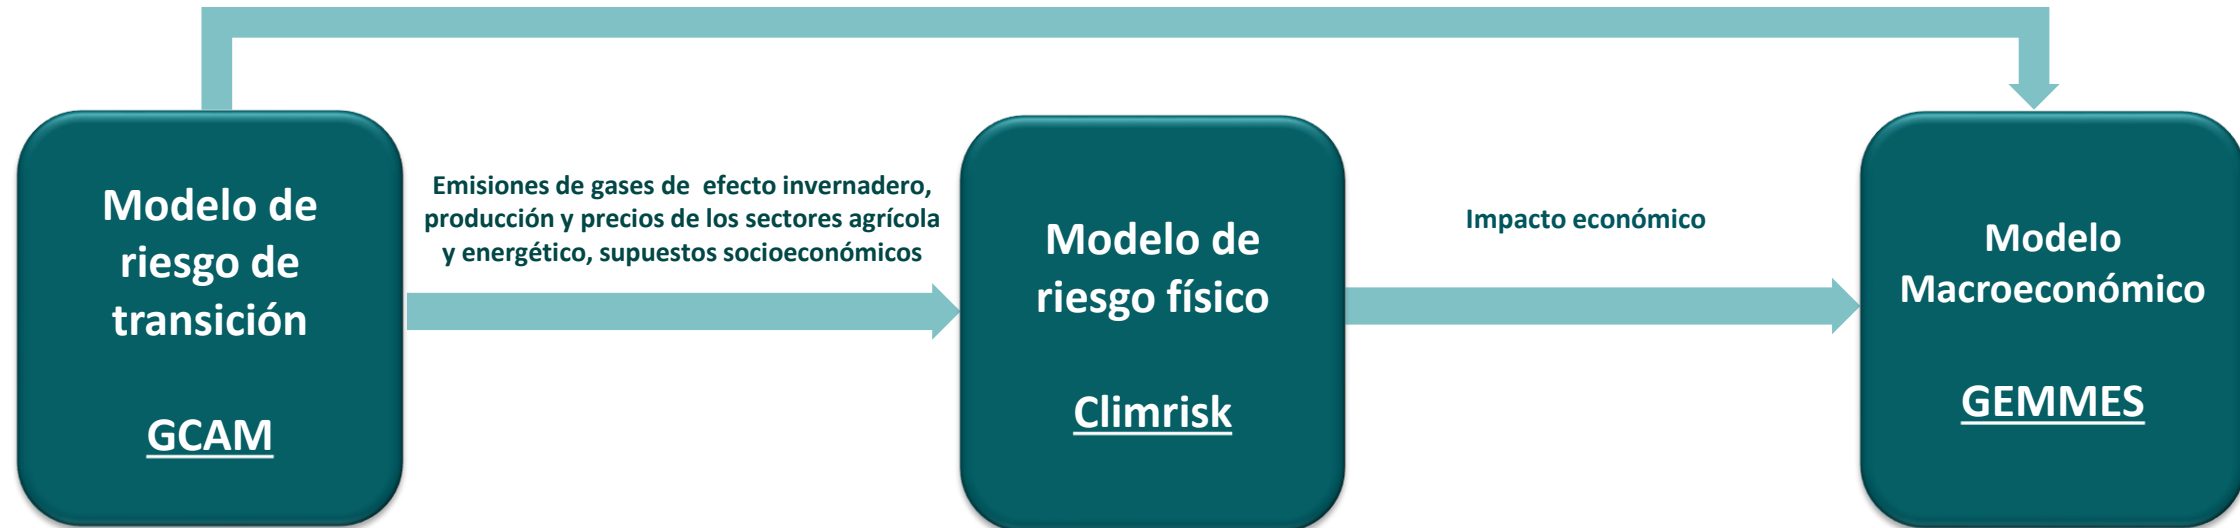 Modelo de
riesgo de
transición
GCAM
Emisiones de gases de  efecto invernadero,
producción y precios de los sectores agrícola
y energético, supuestos socioeconómicos
Modelo de
riesgo físico
Climrisk
Impacto económico
Modelo
Macroeconómico
GEMMES